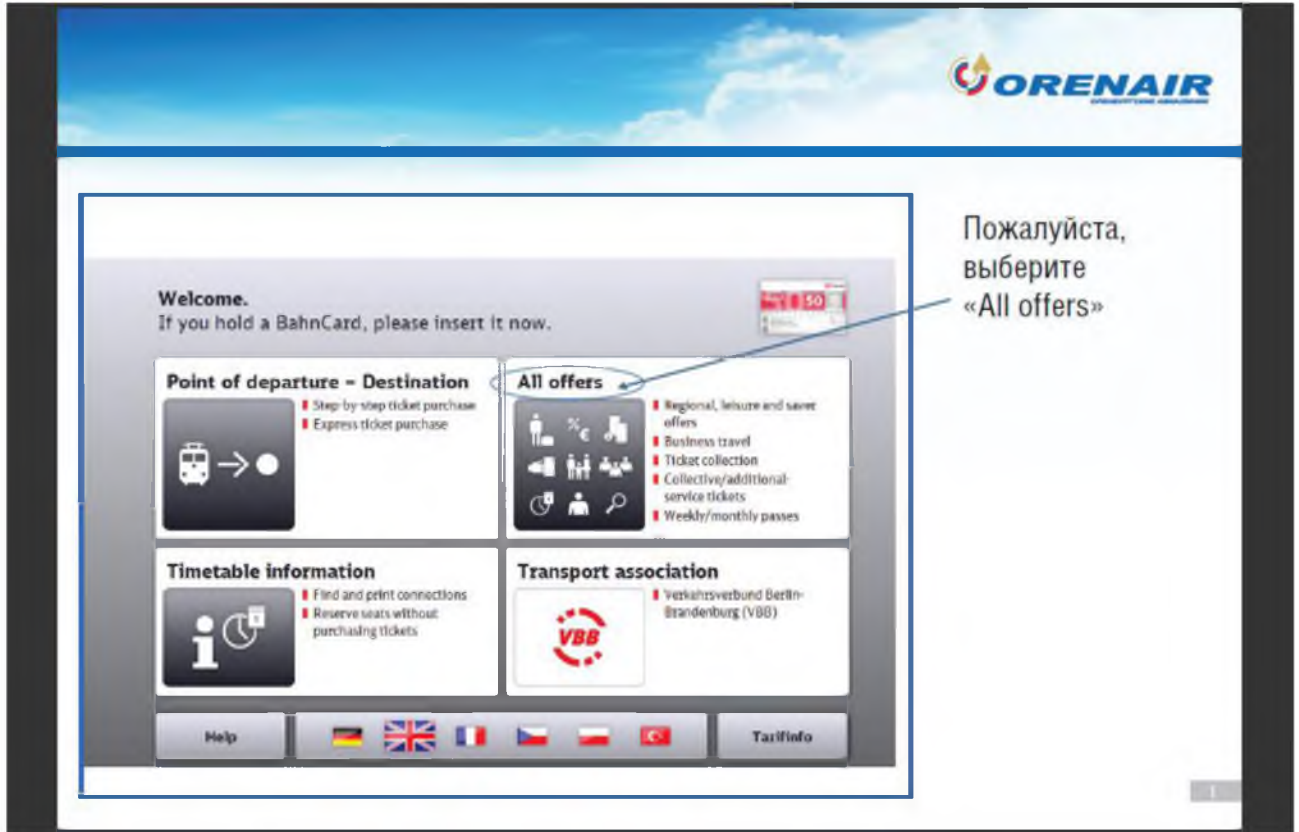 ORENAIR
Пожалуйста,
выберите
«All offers»
Welcome.
If you hold a BahnCard, please insert it now.
50
Point of departure – Destination
Step-by-step ticket purchase
Express ticket purchase
All offers
Regional, leisure and saver
offers
Business travel
Ticket collection
Collective/additional-
service tickets
Weekly/monthly passes
...
Timetable information
Find and print connections
Reserve seats without
purchasing tickets
Transport association
Verkehrsverbund Berlin-
Brandenburg (VBB)
VBB
Help
Tarifinfo
1